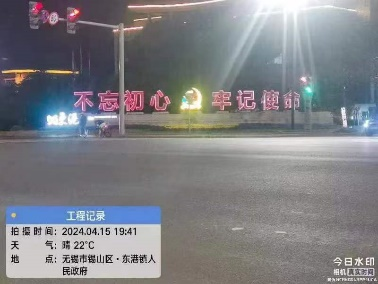 不忘初心 牢记使命
工程记录
拍摄时间：2024.04.15 19:41
天气：晴 22°C
地点：无锡市锡山区·东港镇人
民政府
今日水印
相机